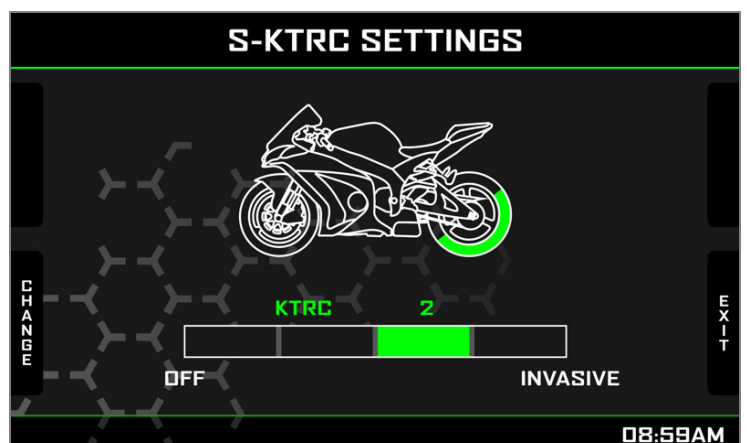 S-KTRC SETTINGS
CHANGE
EXIT
KTRC 2
OFF INVASIVE
08:59AM